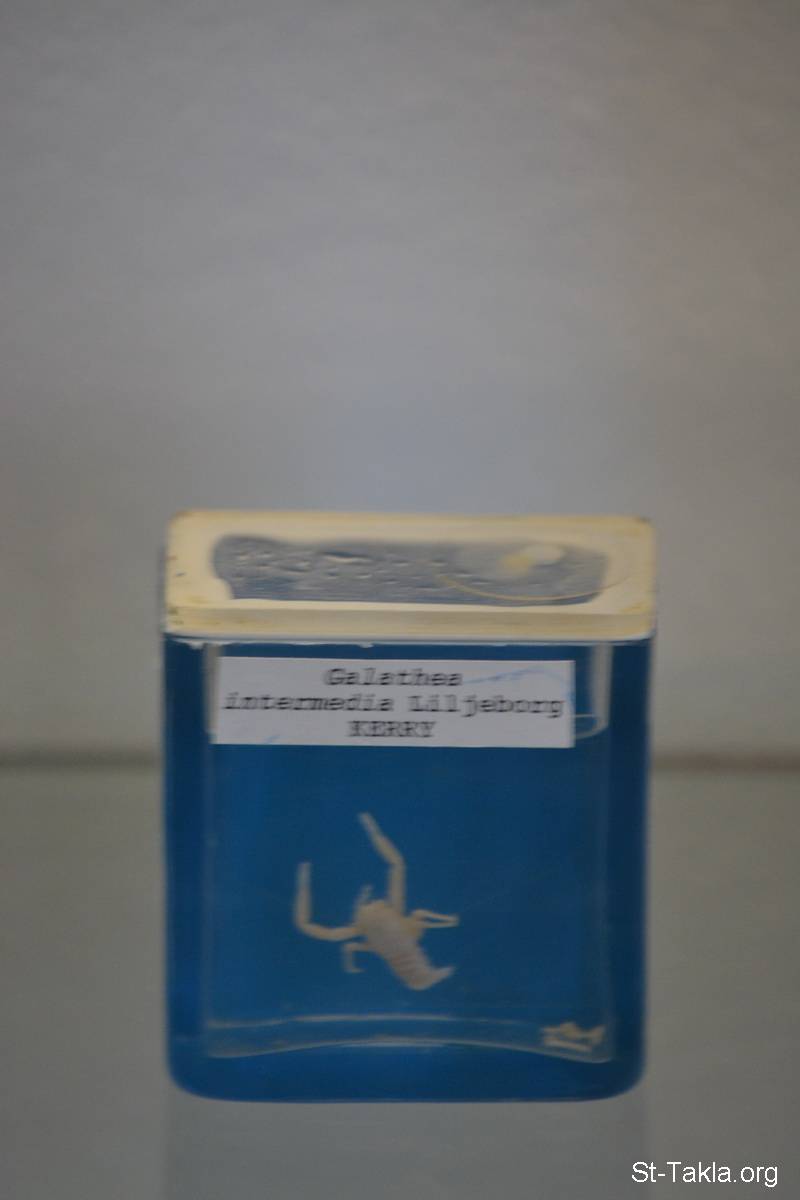 Galathea
intermedia Liljeborg
KERRY
St-Takla.org